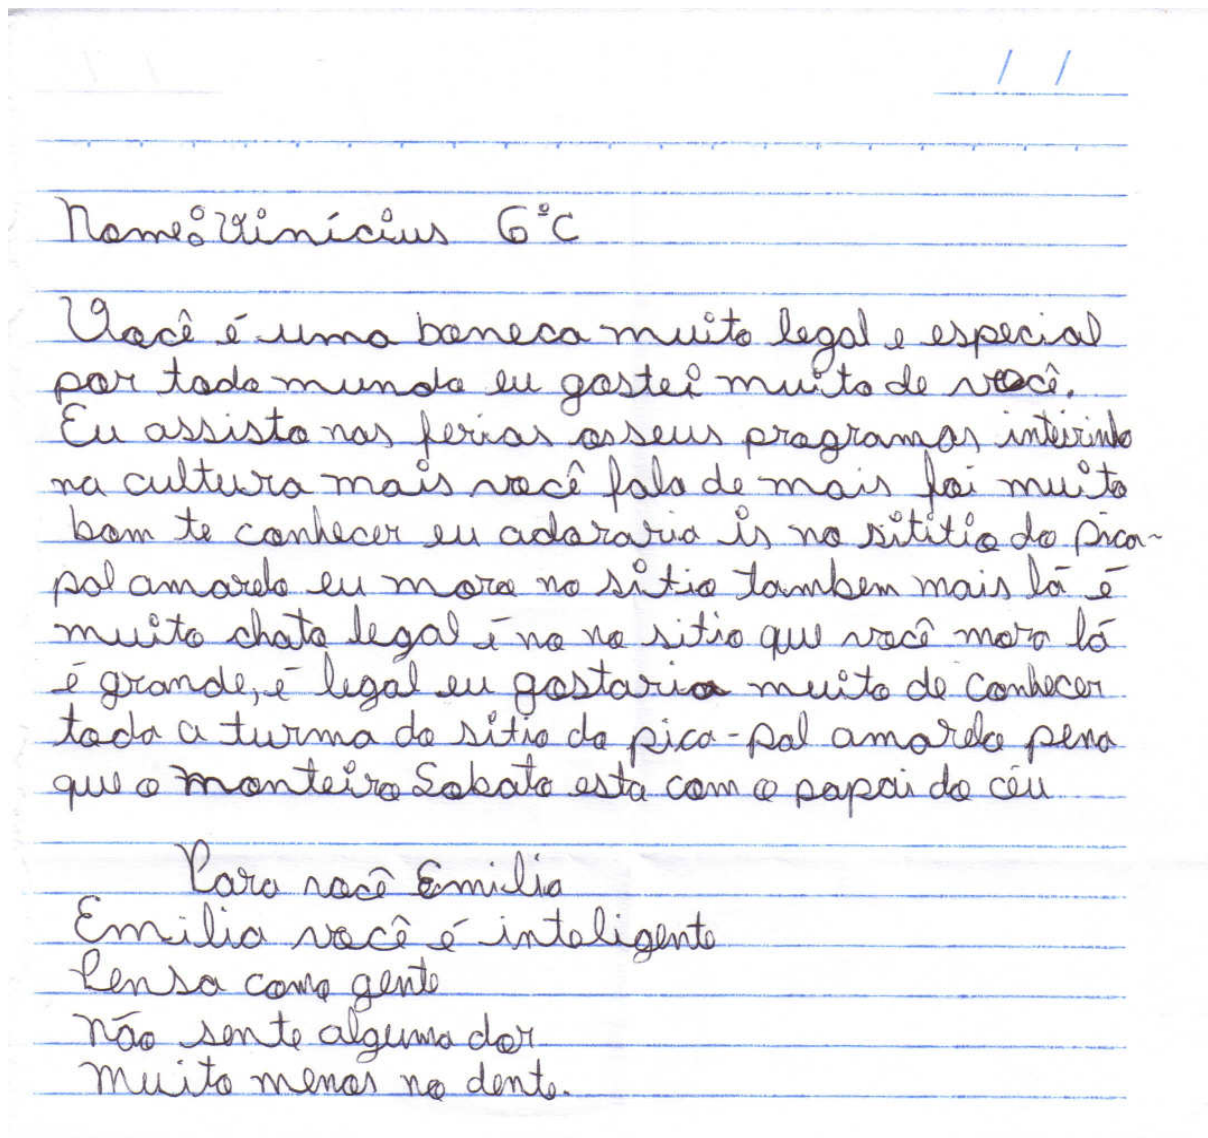 / /
Nome: Vinícius 6ºC
Você é uma boneca muito legal e especial
por todo mundo eu gostei muito de você.
Eu assisto nas ferias os seus programas inteirinho
na cultura mais você fala de mais foi muito
bom te conhecer eu adoraria is no sititio do pica-
pal amarelo eu moro no sitio tambem mais lá é
muito chato legal é no no sitio que você mora lá
é grande, é legal eu gostaria muito de conhecer
toda a turma do sitio do pica-pal amarelo pena
que o monteiro Lobato esta com o papai do céu
Para você Emilia
Emilia você é inteligente
Pensa como gente
não sente alguma dor
muito menos no dente.